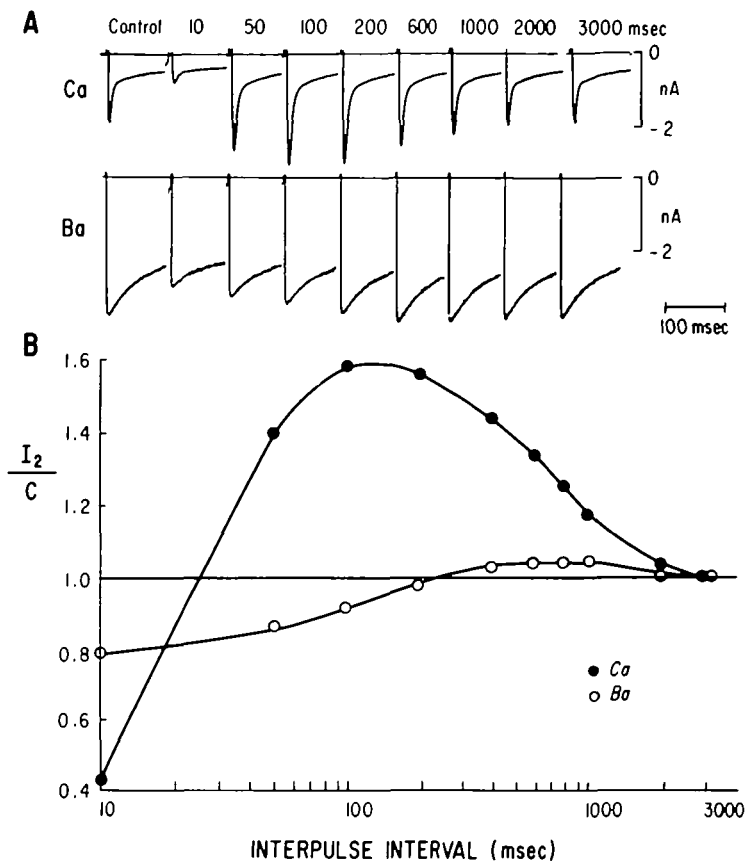 A
Control 10 50 100 200 600 1000 2000 3000 msec
Ca
0
nA
-2
Ba
0
nA
-2
100 msec
B
1.6
1.4
I₂
C
1.2
1.0
0.8
0.6
0.4
Ca
Ba
10 100 1000 3000
INTERPULSE INTERVAL (msec)